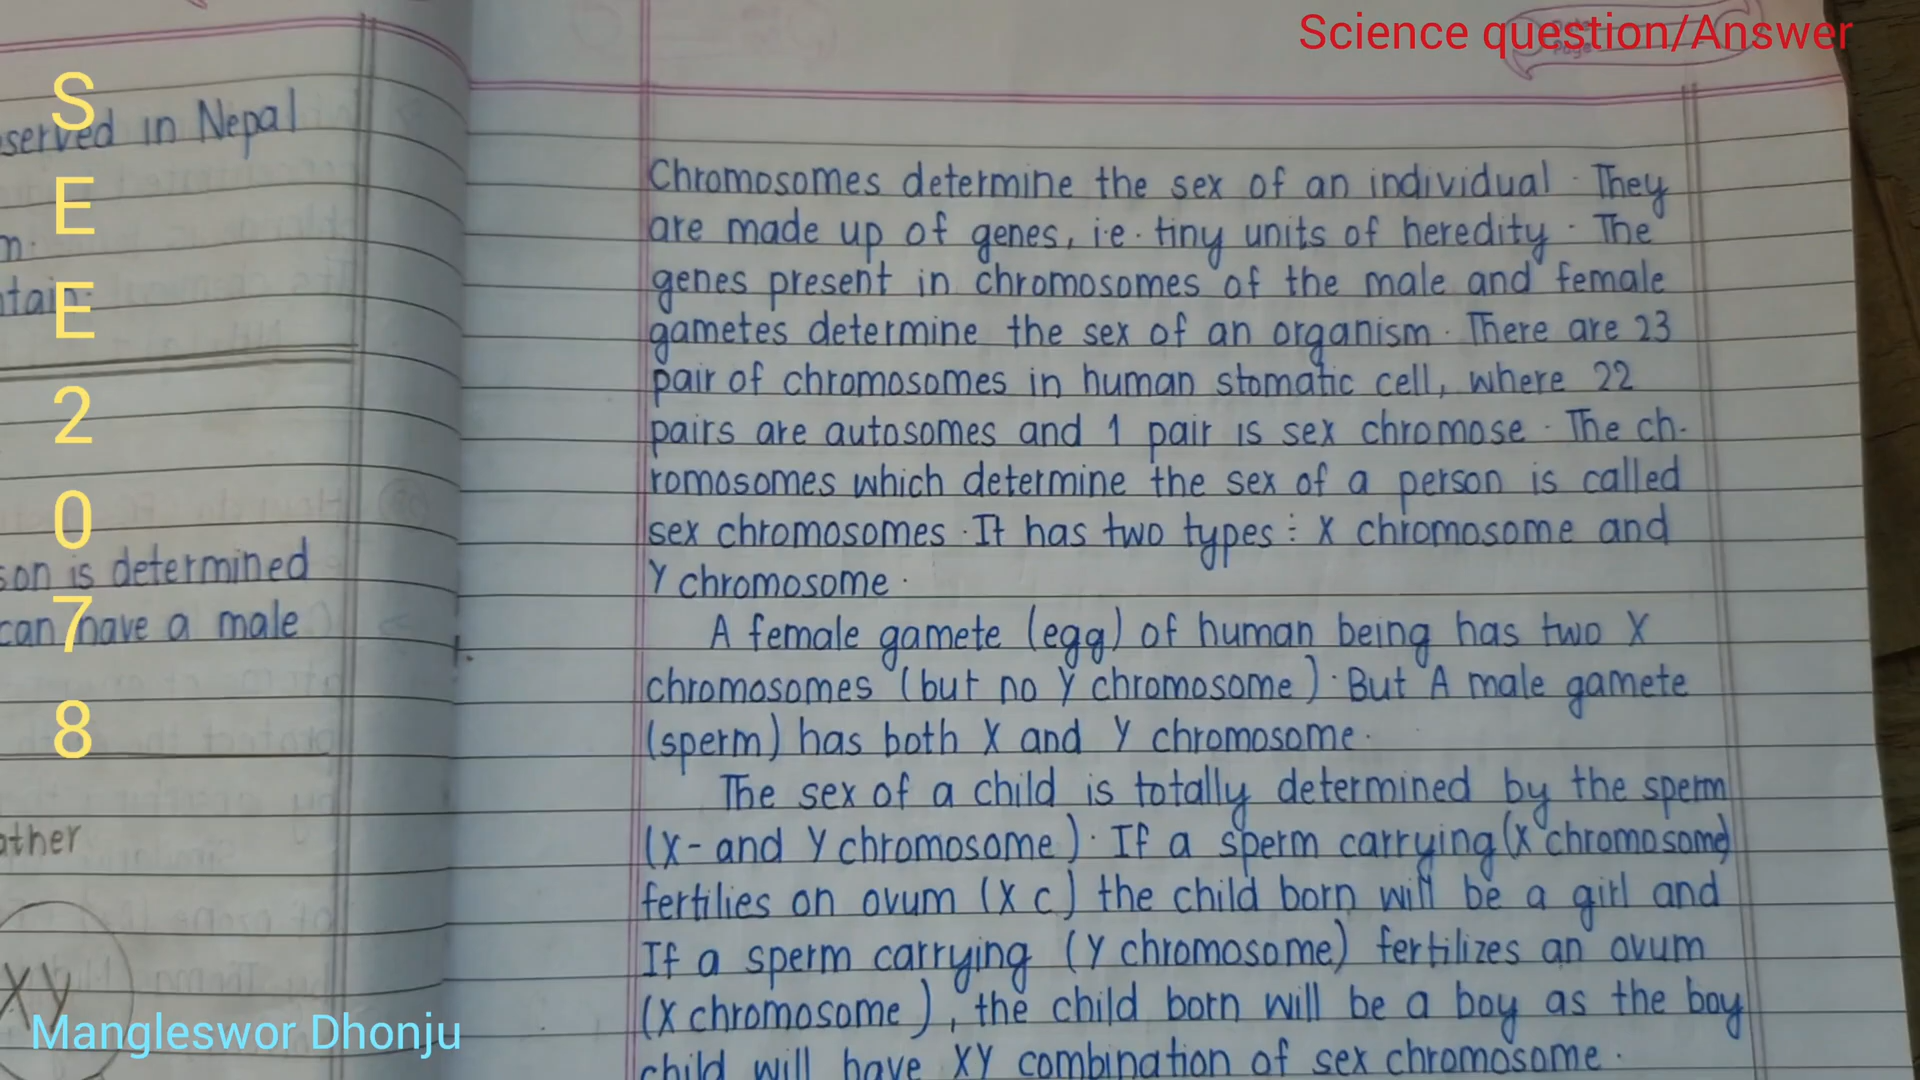 Science question/Answer
S
E
E
2
0
7
8
served in Nepal
n.
tain:
son is determined
can have a male
ather
XY
Mangleswor Dhonju
Chromosomes determine the sex of an individual. They
are made up of genes, i.e. tiny units of heredity. The
genes present in chromosomes of the male and female
gametes determine the sex of an organism. There are 23
pair of chromosomes in human stomatic cell, where 22
pairs are autosomes and 1 pair is sex chromose. The ch-
romosomes which determine the sex of a person is called
sex chromosomes. It has two types: X chromosome and
Y chromosome.
A female gamete (egg) of human being has two X
chromosomes (but no Y chromosome). But A male gamete
(sperm) has both X and Y chromosome.
The sex of a child is totally determined by the sperm
(X- and Y chromosome). If a sperm carrying (X chromosome)
fertilies on ovum (X c) the child born will be a girl and
If a sperm carrying (Y chromosome) fertilizes an ovum
(X chromosome), the child born will be a boy as the boy
child will have XY combination of sex chromosome.